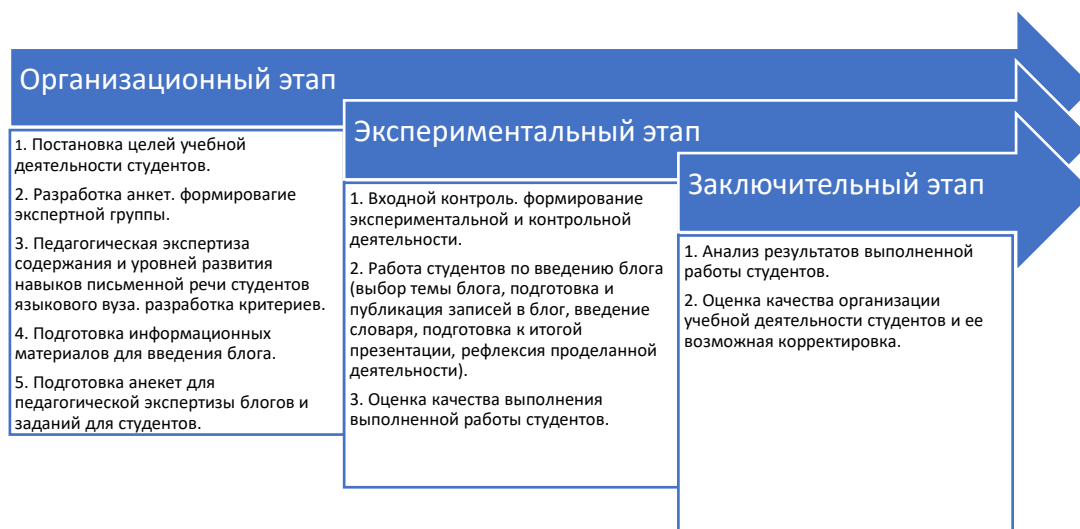 Организационный этап
1. Постановка целей учебной
деятельности студентов.
2. Разработка анкет. формировагие
экспертной группы.
3. Педагогическая экспертиза
содержания и уровней развития
навыков письменной речи студентов
языкового вуза. разработка критериев.
4. Подготовка информационных
материалов для введения блога.
5. Подготовка анекет для
педагогической экспертизы блогов и
заданий для студентов.
Экспериментальный этап
1. Входной контроль. формирование
экспериментальной и контрольной
деятельности.
2. Работа студентов по введению блога
(выбор темы блога, подготовка и
публикация записей в блог, введение
словаря, подготовка к итогой
презентации, рефлексия проделанной
деятельности).
3. Оценка качества выполнения
выполненной работы студентов.
Заключительный этап
1. Анализ результатов выполненной
работы студентов.
2. Оценка качества организации
учебной деятельности студентов и ее
возможная корректировка.